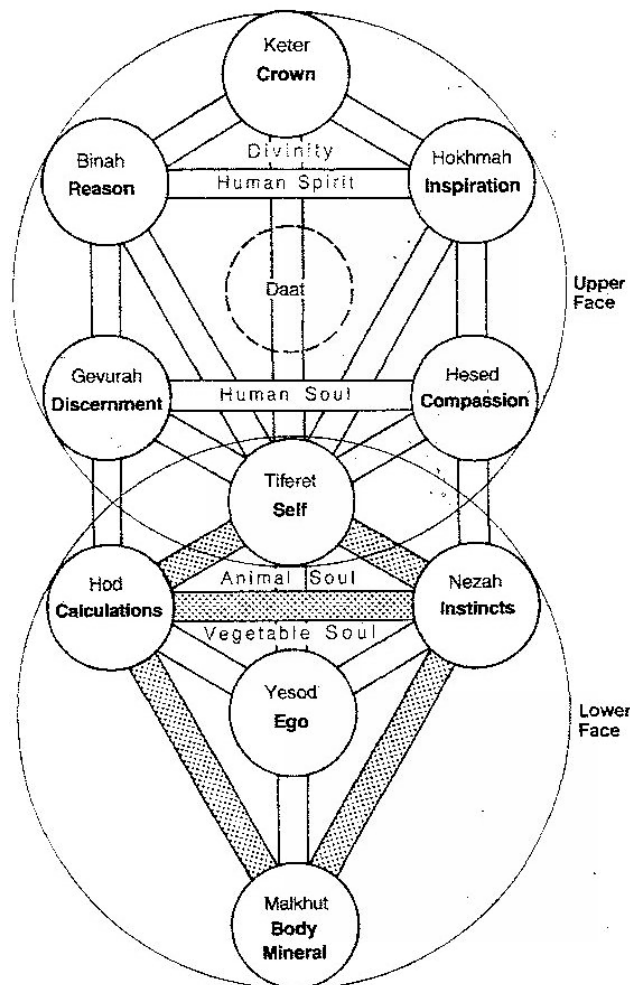 Keter
Crown
Divinity
Binah
Reason
Human Spirit
Hokhmah
Inspiration
Daat
Upper
Face
Gevurah
Discernment
Human Soul
Hesed
Compassion
Tiferet
Self
Animal Soul
Hod
Calculations
Nezah
Instincts
Vegetable Soul
Yesod
Ego
Lower
Face
Malkhut
Body
Mineral